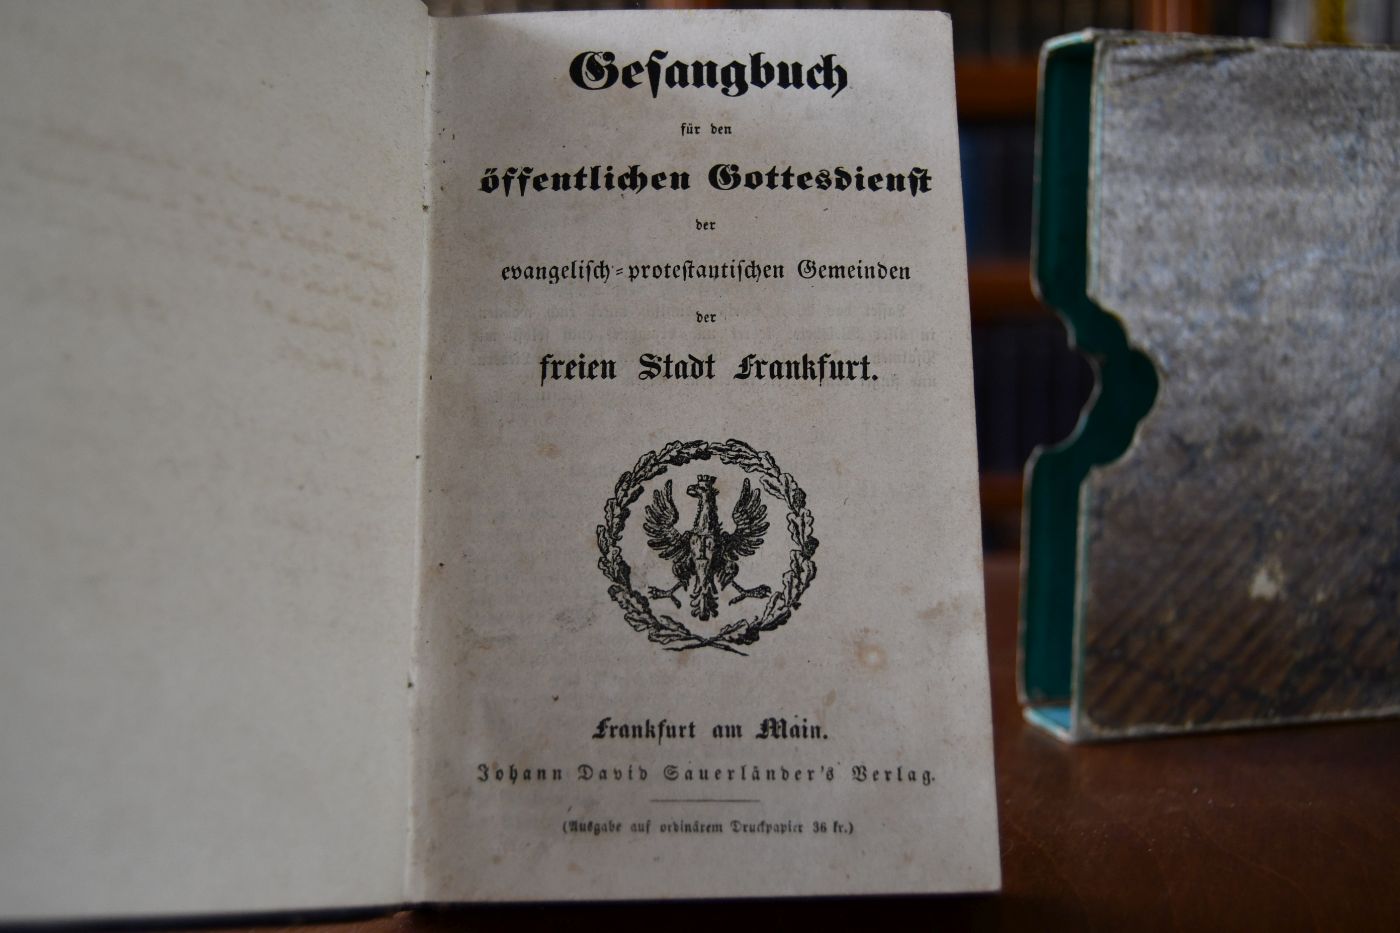 Gesangbuch
für den
öffentlichen Gottesdienst
der
evangelisch-protestantischen Gemeinden
der
freien Stadt Frankfurt.
F
Frankfurt am Main.
Johann David Sauerländer's Verlag.
(Ausgabe auf ordinärem Druckpapier 36 kr.)